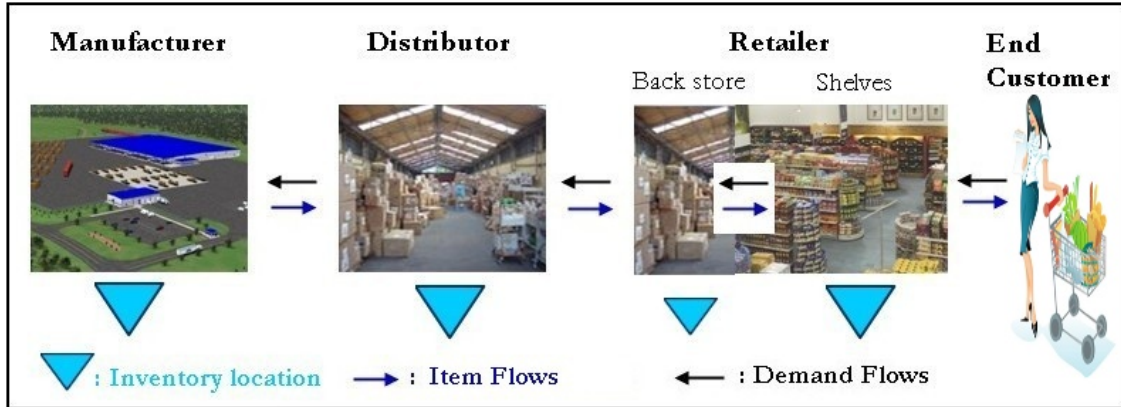 Manufacturer
Distributor
Retailer
End
Customer
Back store
Shelves
: Inventory location
: Item Flows
: Demand Flows